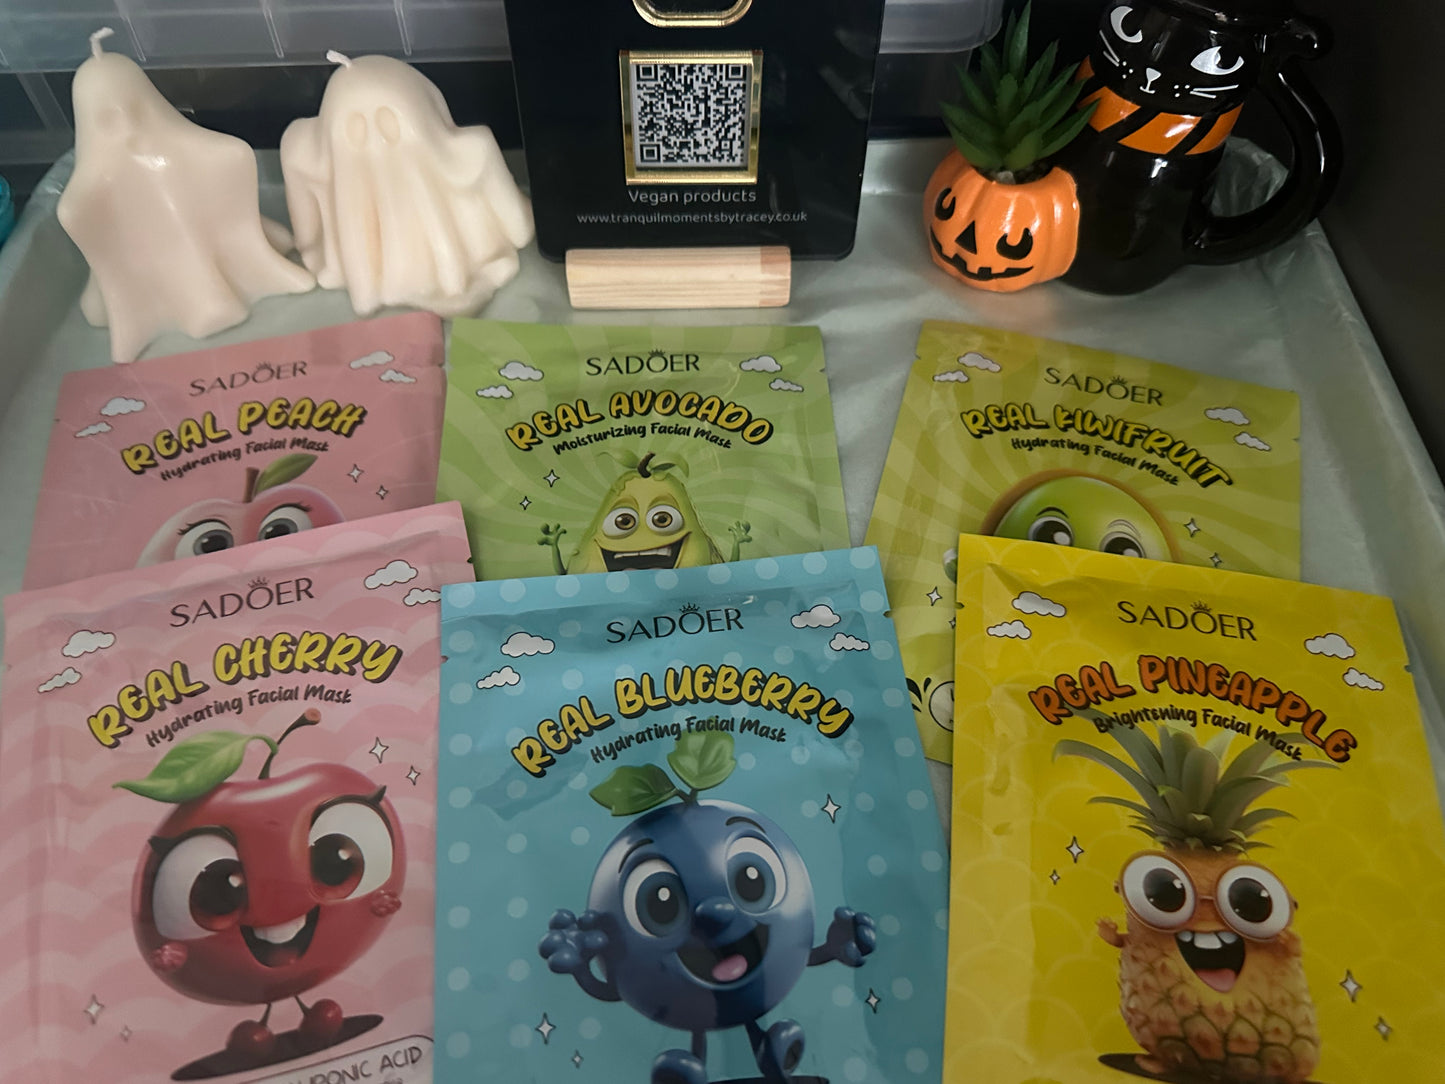 Vegan products
www.tranquilmomentsbytracey.co.uk
SADOER
REAL PEACH
Hydrating Facial Mask
SADOER
REAL AVOCADO
Moisturizing Facial Mask
SADOER
REAL KIWIFRUIT
Hydrating Facial Mask
SADOER
REAL CHERRY
Hydrating Facial Mask
ACID
SADOER
REAL BLUEBERRY
Hydrating Facial Mask
SADOER
REAL PINEAPPLE
Brightening Facial Mask